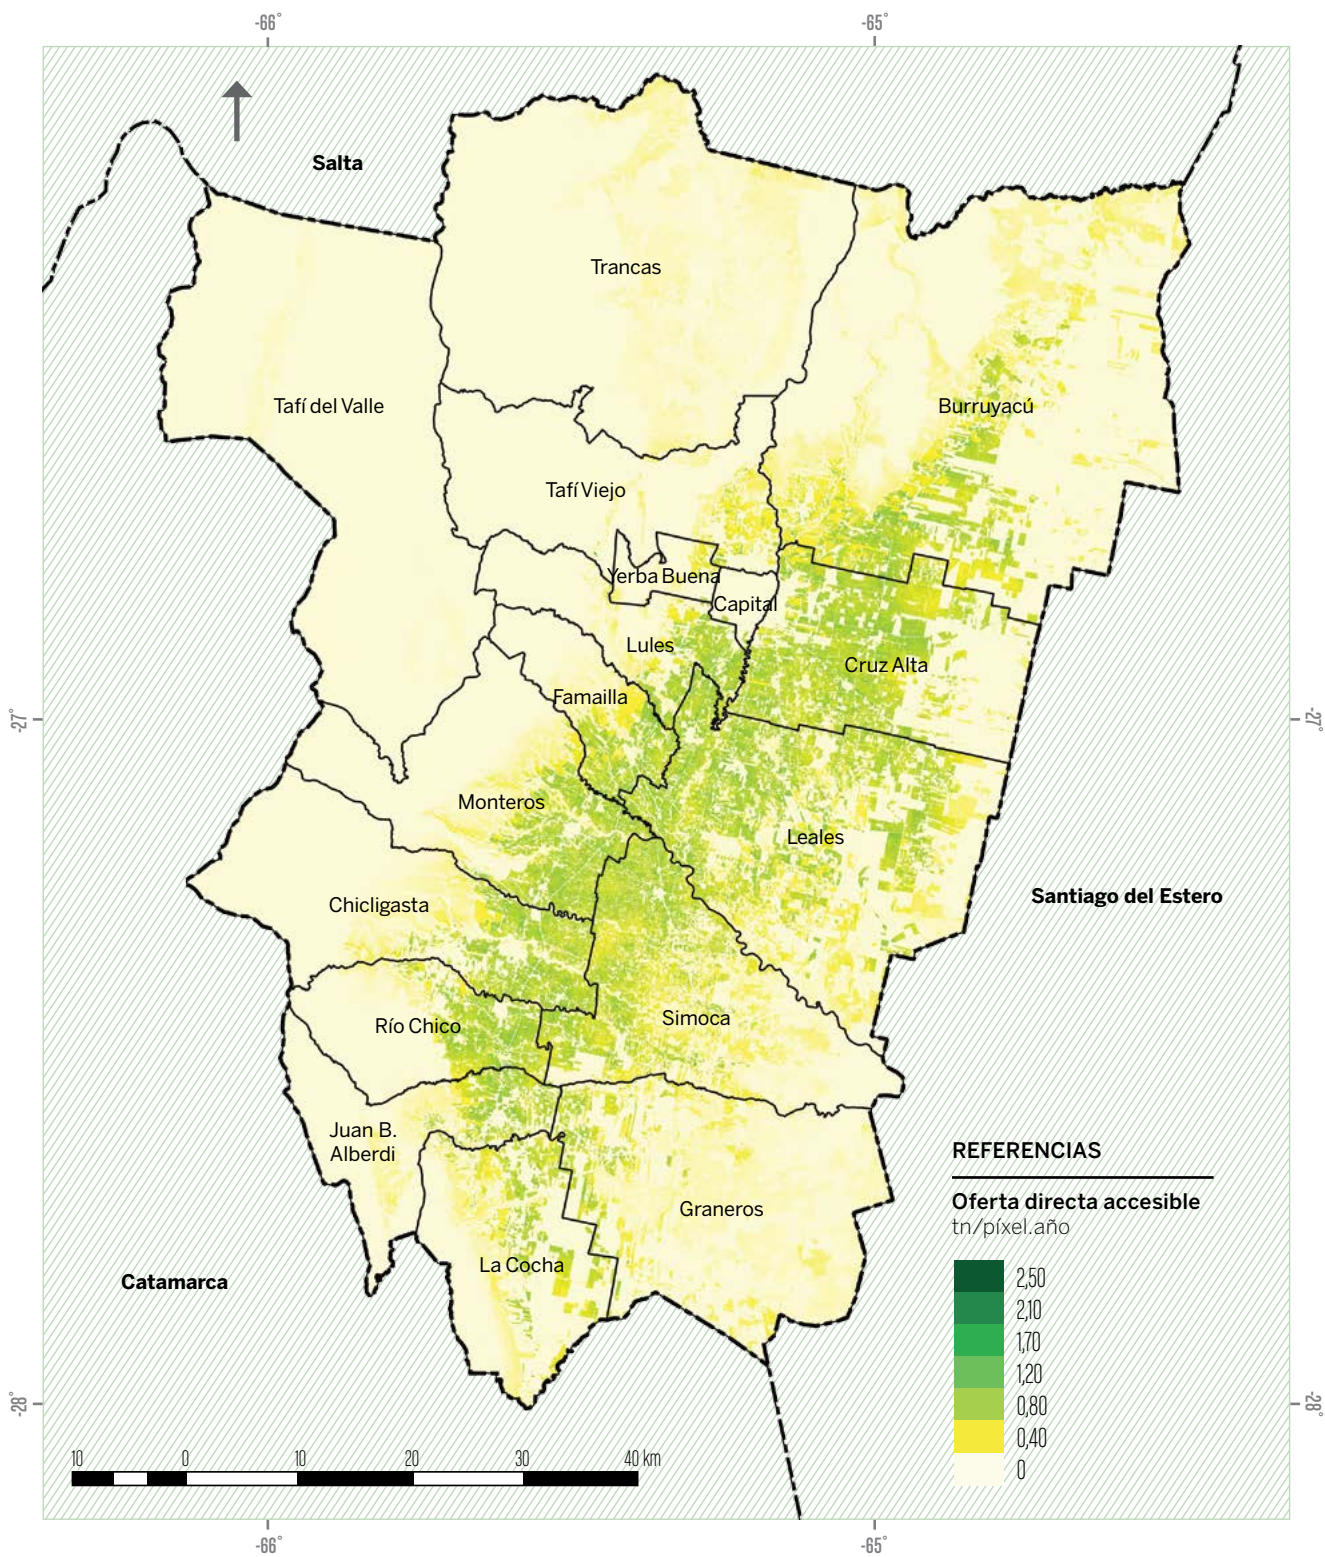 -66°
-65°
Salta
Trancas
Tafí del Valle
Burruyacú
Tafí Viejo
Yerba Buena
Capital
Lules
Cruz Alta
Famailla
-27°
-27°
Monteros
Leales
Chicligasta
Santiago del Estero
Simoca
Río Chico
Juan B.
Alberdi
Graneros
La Cocha
Catamarca
REFERENCIAS
Oferta directa accesible
tn/píxel.año
2,50
2,10
1,70
1,20
0,80
0,40
0
-28°
-28°
10 0 10 20 30 40 km
-66°
-65°